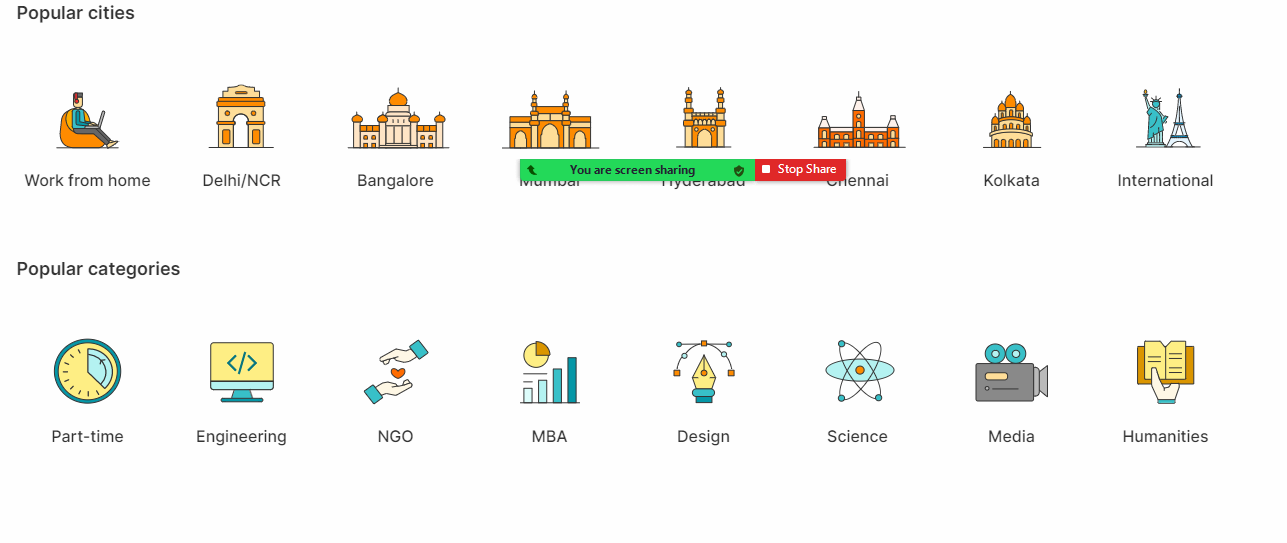 Popular cities
Work from home
Delhi/NCR
Bangalore
Mumbai
Hyderabad
Chennai
Kolkata
International
You are screen sharing
Stop Share
Popular categories
</>
Part-time
Engineering
NGO
MBA
Design
Science
Media
Humanities